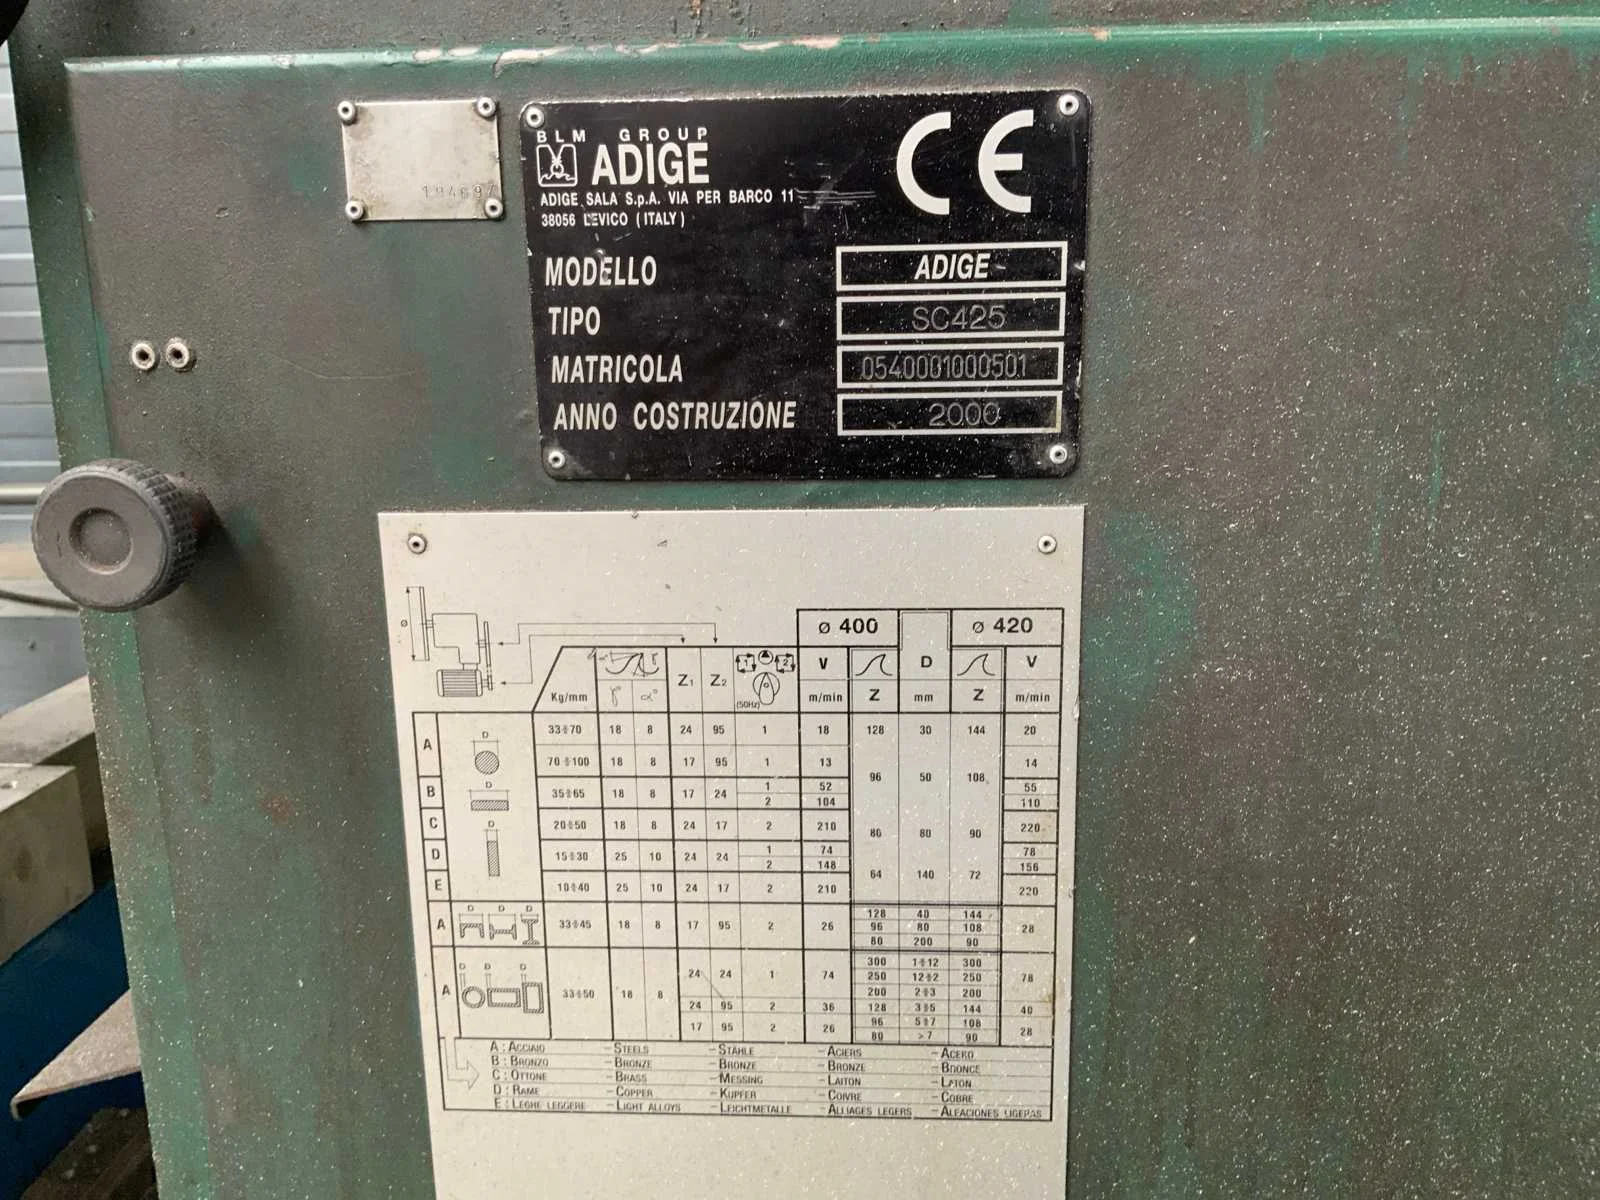 194697
BLM GROUP
ADIGE
ADIGE SALA S.p.A. VIA PER BARCO 11
38056 LEVICO (ITALY)
CE
MODELLO ADIGE
TIPO SC425
MATRICOLA 0540001000501
ANNO COSTRUZIONE 2000
ø 400 ø 420
ø
Kg/mm γ α° Z1 Z2 1 2 (50Hz) V m/min Z D mm Z V m/min
A D 33÷70 18 8 24 95 1 18 128 30 144 20
70÷100 18 8 17 95 1 13 96 50 108 14
B D 35÷65 18 8 17 24 1 52 55
2 104 110
C D 20÷50 18 8 24 17 2 210 80 80 90 220
D 15÷30 25 10 24 24 1 74 78
2 148 64 140 72 156
E 10÷40 25 10 24 17 2 210 220
A D D D 33÷45 18 8 17 95 2 26 128 40 144 28
96 80 108
80 200 90
A D D D 33÷50 18 8 24 24 1 74 300 1÷12 300 78
250 12÷2 250
200 2÷3 200
24 95 2 36 128 3÷5 144 40
17 95 2 26 96 5÷7 108 28
80 >7 90
A : ACCIAIO – STEELS – STÄHLE – ACIERS – ACERO
B : BRONZO – BRONZE – BRONZE – BRONZE – BRONCE
C : OTTONE – BRASS – MESSING – LAITON – LATON
D : RAME – COPPER – KUPFER – COIVRE – COBRE
E : LEGHE LEGGERE – LIGHT ALLOYS – LEICHTMETALLE – ALLIAGES LEGERS – ALEACIONES LIGERAS